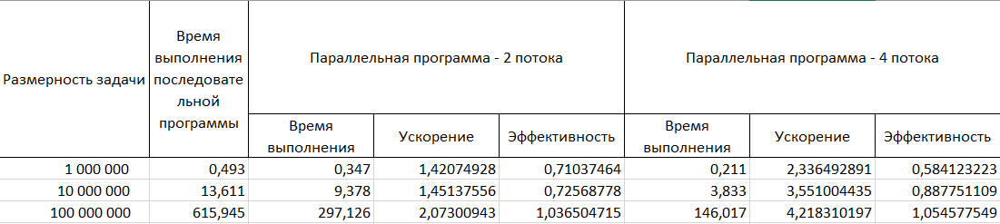 Размерность задачи
Время
выполнения
последовате
льной
программы
Параллельная программа - 2 потока
Параллельная программа - 4 потока
Время
выполнения
Ускорение
Эффективность
Время
выполнения
Ускорение
Эффективность
1 000 000 0,493 0,347 1,42074928 0,71037464 0,211 2,336492891 0,584123223
10 000 000 13,611 9,378 1,45137556 0,72568778 3,833 3,551004435 0,887751109
100 000 000 615,945 297,126 2,07300943 1,036504715 146,017 4,218310197 1,054577549